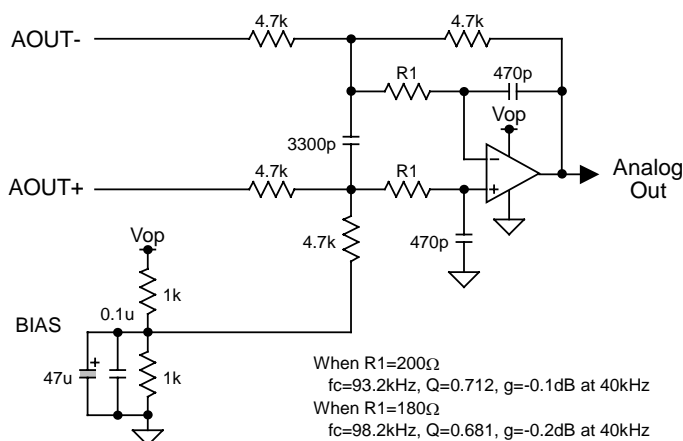 4.7k
4.7k
AOUT-
R1
470p
Vop
3300p
4.7k
R1
Analog
Out
AOUT+
−
+
4.7k
470p
Vop
1k
0.1u
BIAS
+
47u
1k
When R1=200Ω
fc=93.2kHz, Q=0.712, g=-0.1dB at 40kHz
When R1=180Ω
fc=98.2kHz, Q=0.681, g=-0.2dB at 40kHz